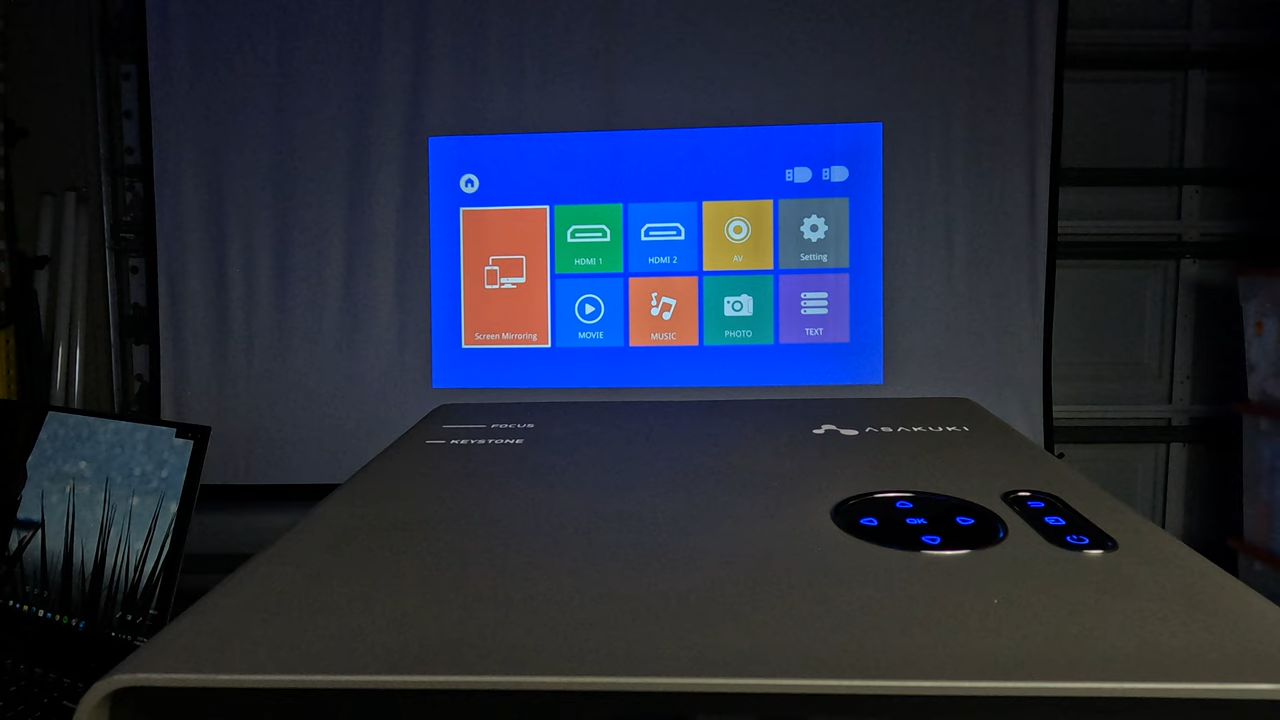 HDMI 1
HDMI 2
AV
Setting
Screen Mirroring
MOVIE
MUSIC
PHOTO
TEXT
FOCUS
KEYSTONE
ASAKUKI
OK